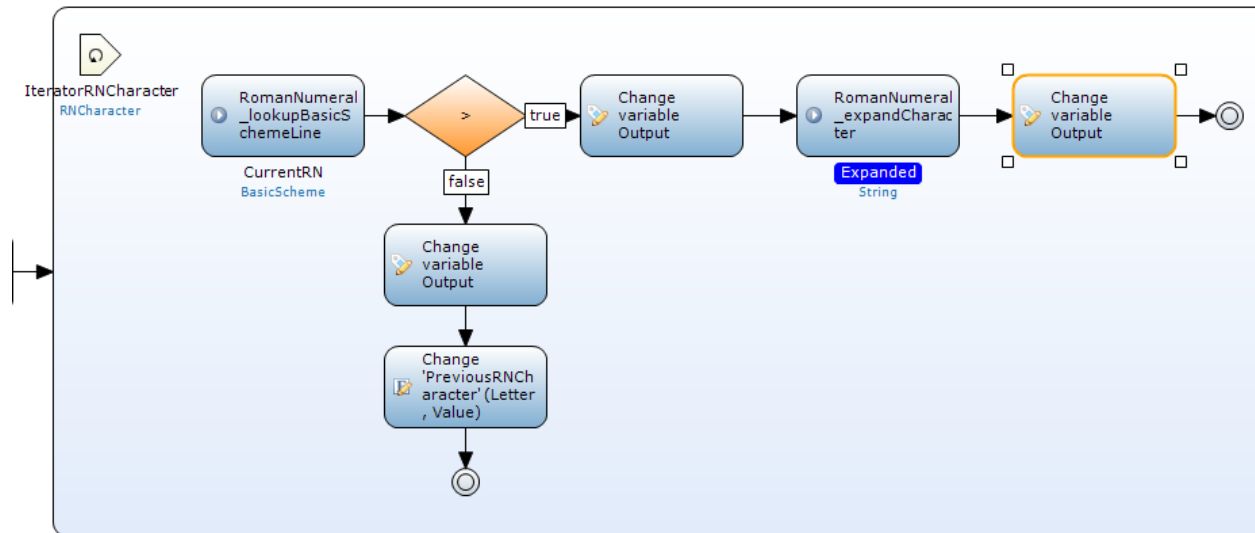 IteratorRNCharacter
RNCharacter
RomanNumeral
_lookupBasicS
chemeLine
CurrentRN
BasicScheme
>
true
false
Change
variable
Output
RomanNumeral
_expandCharac
ter
Expanded
String
Change
variable
Output
Change
variable
Output
Change
'PreviousRNCh
aracter' (Letter
, Value)